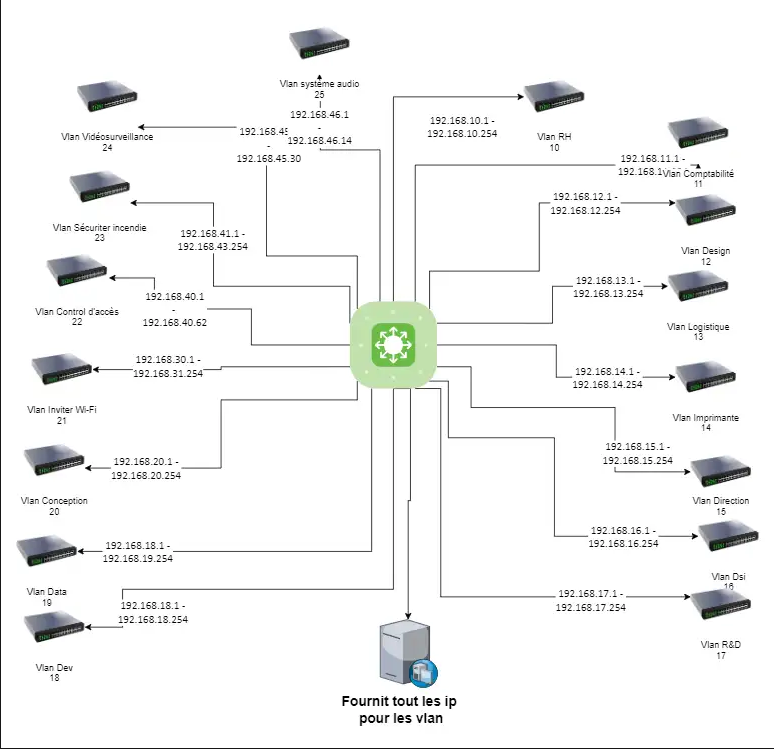 Vlan système audio
25
192.168.46.1
-
192.168.46.14
Vlan Vidéosurveillance
24
192.168.45
-
192.168.45.30
192.168.10.1 -
192.168.10.254
Vlan RH
10
192.168.11.1 -
Vlan Comptabilité
11
192.168.12.1 -
192.168.12.254
Vlan Design
12
Vlan Sécuriter incendie
23
192.168.41.1 -
192.168.43.254
Vlan Control d'accès
22
192.168.40.1
-
192.168.40.62
192.168.13.1 -
192.168.13.254
Vlan Logistique
13
192.168.30.1 -
192.168.31.254
Vlan Inviter Wi-Fi
21
192.168.14.1 -
192.168.14.254
Vlan Imprimante
14
192.168.20.1 -
192.168.20.254
Vlan Conception
20
192.168.15.1 -
192.168.15.254
Vlan Direction
15
192.168.18.1 -
192.168.19.254
Vlan Data
19
192.168.16.1 -
192.168.16.254
Vlan Dsi
16
192.168.18.1 -
192.168.18.254
Vlan Dev
18
192.168.17.1 -
192.168.17.254
Vlan R&D
17
Fournit tout les ip
pour les vlan